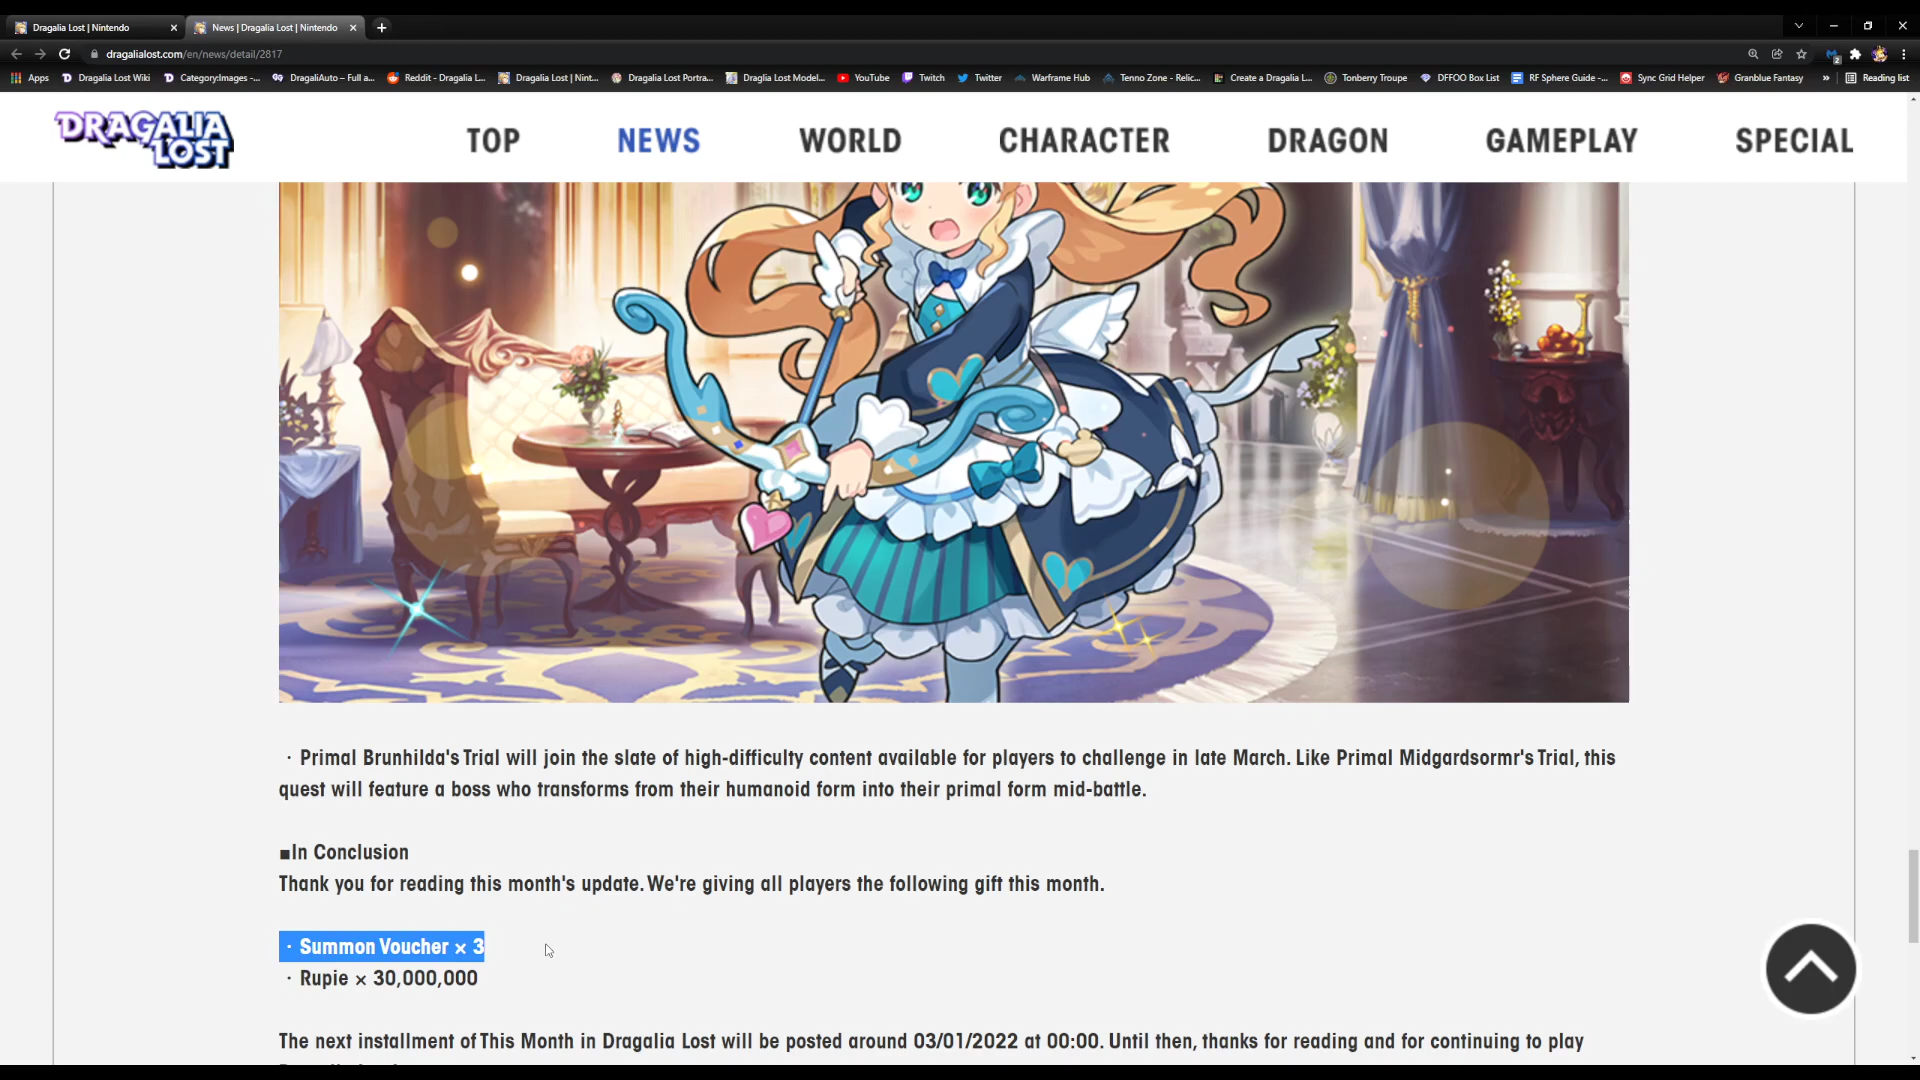 Dragalia Lost | Nintendo
News | Dragalia Lost | Nintendo
dragalialost.com/en/news/detail/2817
2
Apps Dragalia Lost Wiki Category:Images -... DragaliAuto – Full a... Reddit - Dragalia L... Dragalia Lost | Nint... Dragalia Lost Portra... Draglia Lost Model... YouTube Twitch Twitter Warframe Hub Tenno Zone - Relic... Create a Dragalia L... Tonberry Troupe DFFOO Box List RF Sphere Guide -... Sync Grid Helper Granblue Fantasy » Reading list
DRAGALIA LOST
TOP NEWS WORLD CHARACTER DRAGON GAMEPLAY SPECIAL
・Primal Brunhilda's Trial will join the slate of high-difficulty content available for players to challenge in late March. Like Primal Midgardsormr's Trial, this
quest will feature a boss who transforms from their humanoid form into their primal form mid-battle.
■In Conclusion
Thank you for reading this month's update. We're giving all players the following gift this month.
・Summon Voucher × 3
・Rupie × 30,000,000
The next installment of This Month in Dragalia Lost will be posted around 03/01/2022 at 00:00. Until then, thanks for reading and for continuing to play